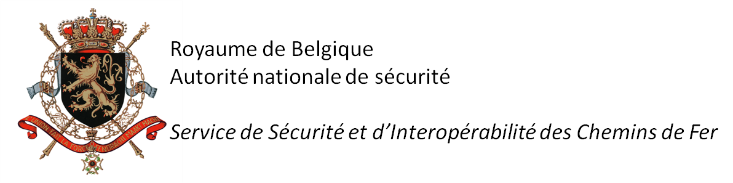 Royaume de Belgique
Autorité nationale de sécurité
Service de Sécurité et d’Interopérabilité des Chemins de Fer